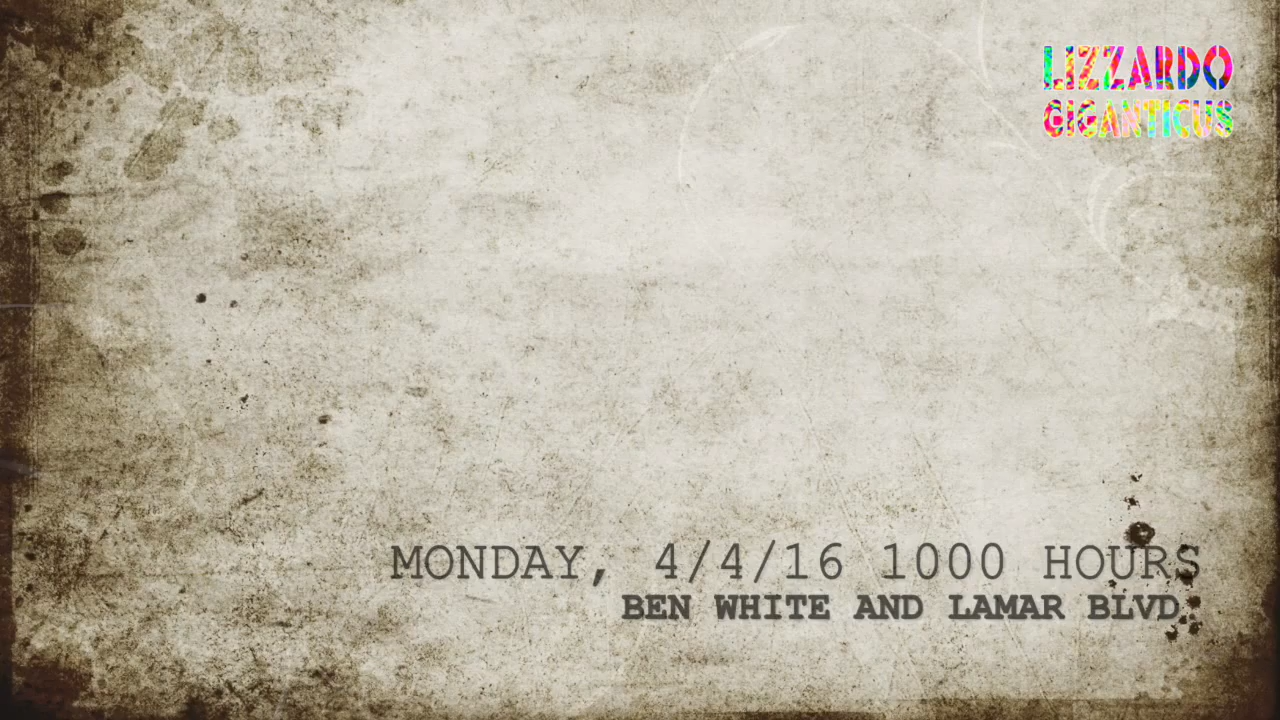 LIZZARDO
GIGANTICUS
MONDAY, 4/4/16 1000 HOURS
BEN WHITE AND LAMAR BLVD.